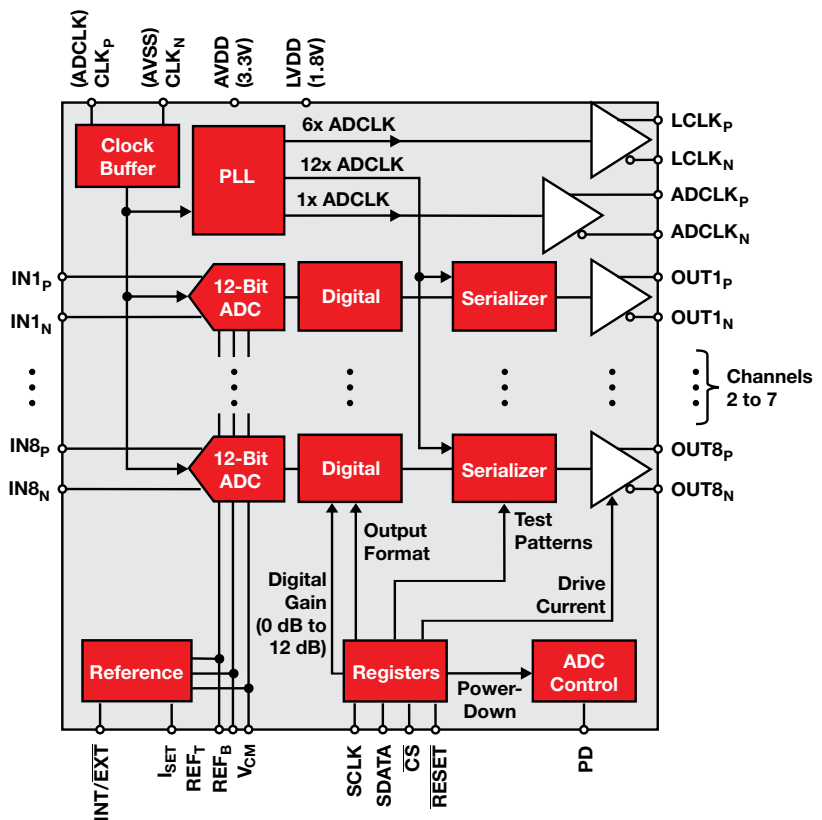 (ADCLK)
CLKP
(AVSS)
CLKN
AVDD
(3.3V)
LVDD
(1.8V)
Clock
Buffer
PLL
6x ADCLK
12x ADCLK
1x ADCLK
LCLKP
LCLKN
ADCLKP
ADCLKN
IN1P
IN1N
12-Bit
ADC
Digital
Serializer
OUT1P
OUT1N
Channels
2 to 7
IN8P
IN8N
12-Bit
ADC
Digital
Serializer
OUT8P
OUT8N
Output
Format
Test
Patterns
Digital
Gain
(0 dB to
12 dB)
Drive
Current
Reference
Registers
Power-
Down
ADC
Control
INT/EXT
ISET
REFT
REFB
VCM
SCLK
SDATA
CS
RESET
PD